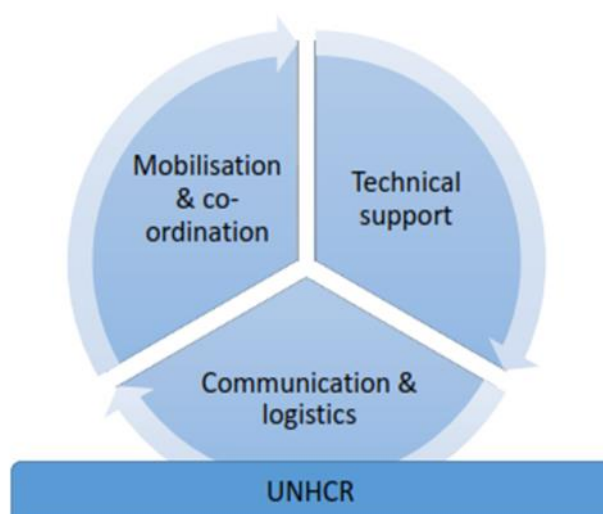 Mobilisation
& co-
ordination
Technical
support
Communication &
logistics
UNHCR